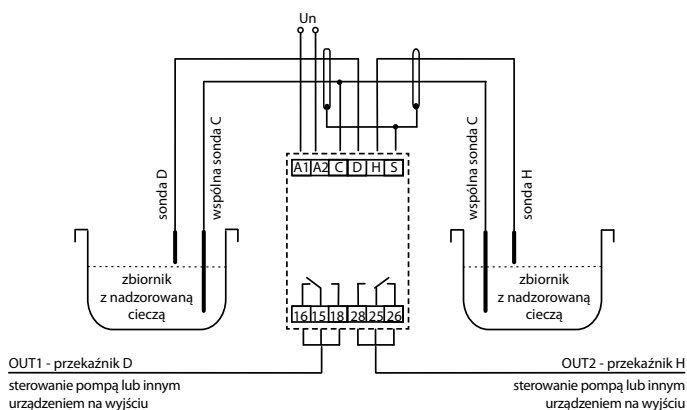 Un
sonda D
wspólna sonda C
wspólna sonda C
sonda H
A1 A2 C D H S
zbiornik
z nadzorowaną
cieczą
zbiornik
z nadzorowaną
cieczą
16 15 18 28 25 26
OUT1 - przekaźnik D
sterowanie pompą lub innym
urządzeniem na wyjściu
OUT2 - przekaźnik H
sterowanie pompą lub innym
urządzeniem na wyjściu